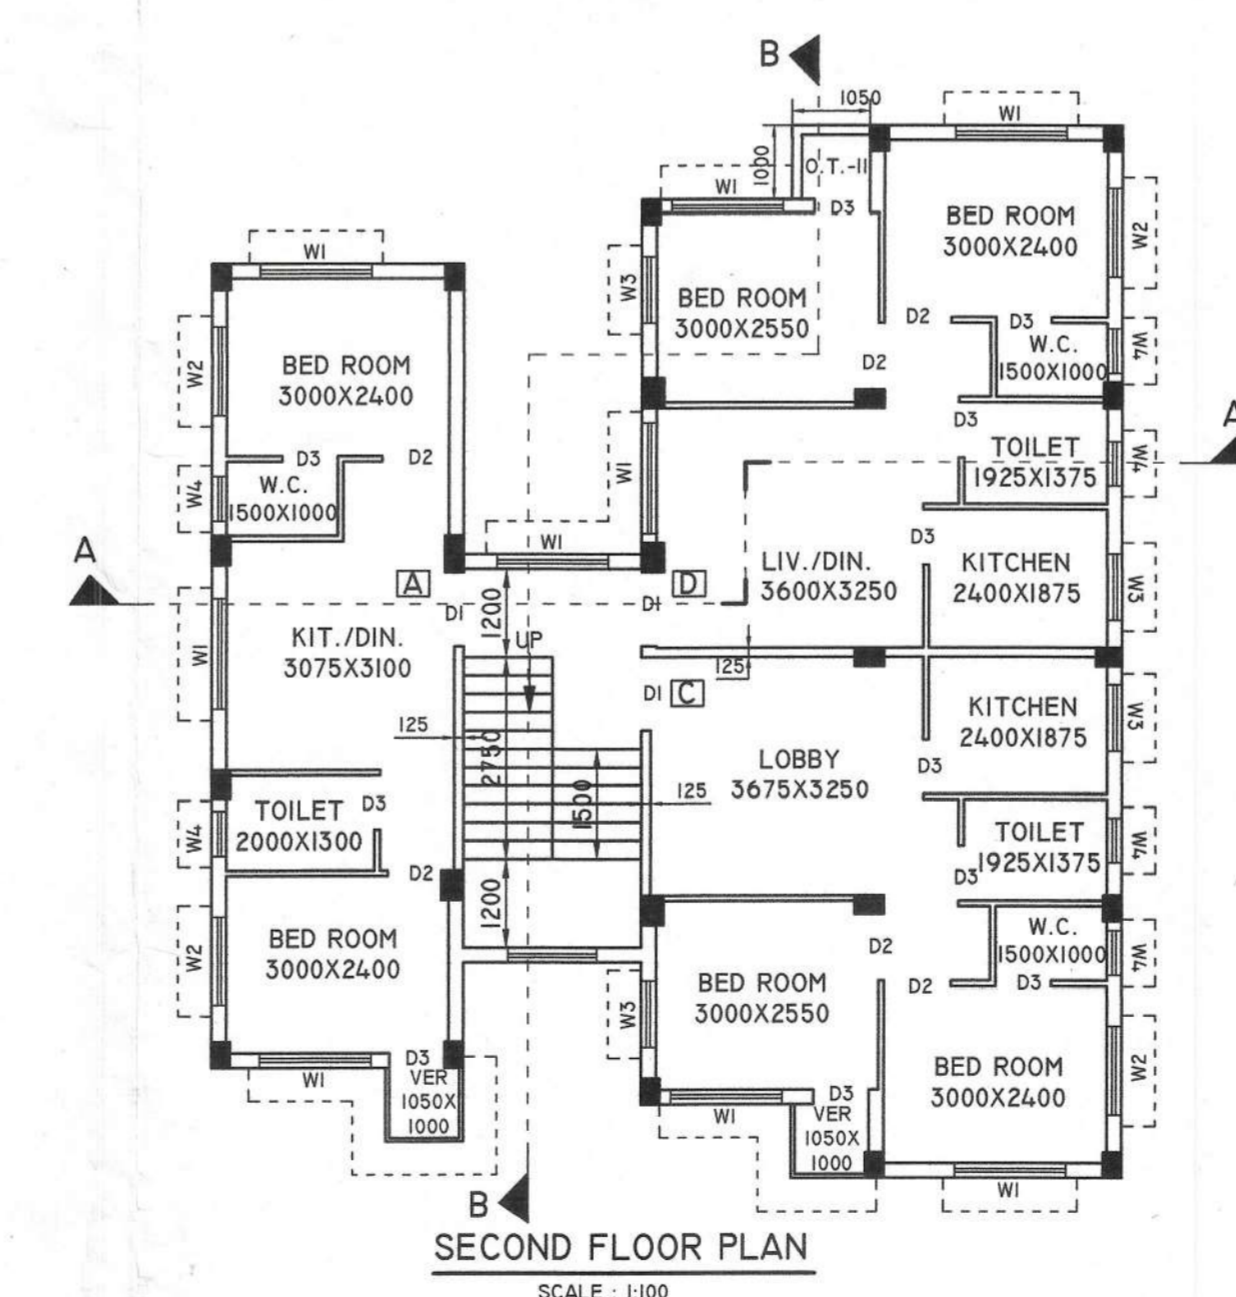 B
1050
W1
1000
O.T.-II
W1
D3
BED ROOM
3000X2400
W2
W1
W3
BED ROOM
3000X2550
D2
D3
W.C.
1500X1000
W4
W2
BED ROOM
3000X2400
D2
D3
TOILET
1925X1375
W4
A
D3
D2
W.C.
1500X1000
W4
W1
W1
D3
A
A
D1
1200
UP
D1
D
LIV./DIN.
3600X3250
KITCHEN
2400X1875
W3
W1
KIT./DIN.
3075X3100
125
D1
C
125
2750
KITCHEN
2400X1875
W3
LOBBY
3675X3250
D3
1500
125
TOILET
2000X1300
D3
W4
TOILET
1925X1375
W4
D3
D2
1200
W.C.
1500X1000
W4
D2
D2
D3
W2
BED ROOM
3000X2400
BED ROOM
3000X2550
W3
D3
VER
1050X
1000
W1
BED ROOM
3000X2400
W2
W1
D3
VER
1050X
1000
W1
B
SECOND FLOOR PLAN
SCALE : 1:100